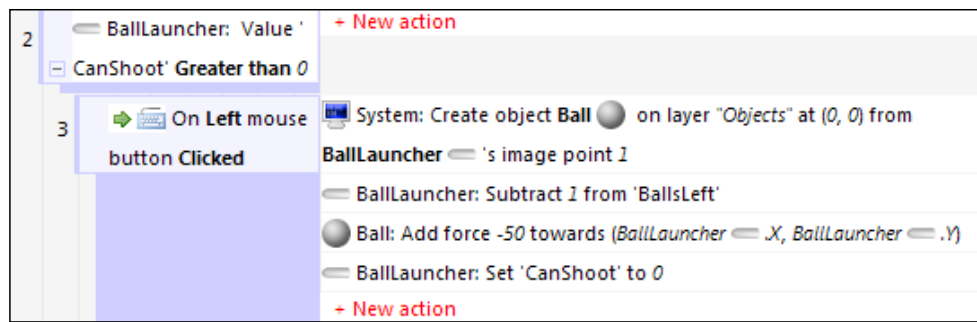 2
BallLauncher: Value '
CanShoot' Greater than 0
+ New action
3
On Left mouse
button Clicked
System: Create object Ball on layer "Objects" at (0, 0) from
BallLauncher 's image point 1
BallLauncher: Subtract 1 from 'BallsLeft'
Ball: Add force -50 towards (BallLauncher .X, BallLauncher .Y)
BallLauncher: Set 'CanShoot' to 0
+ New action